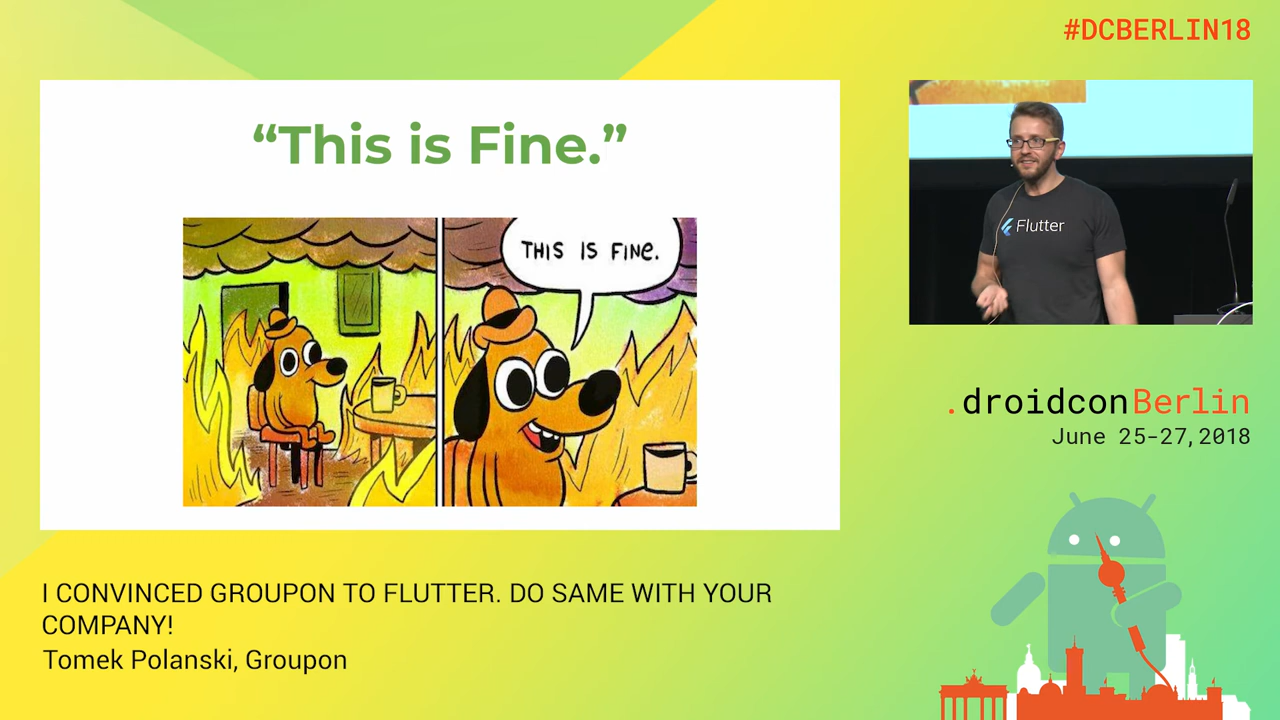 #DCBERLIN18
“This is Fine.”
THIS IS FINE.
Flutter
.droidconBerlin
June 25-27, 2018
I CONVINCED GROUPON TO FLUTTER. DO SAME WITH YOUR
COMPANY!
Tomek Polanski, Groupon